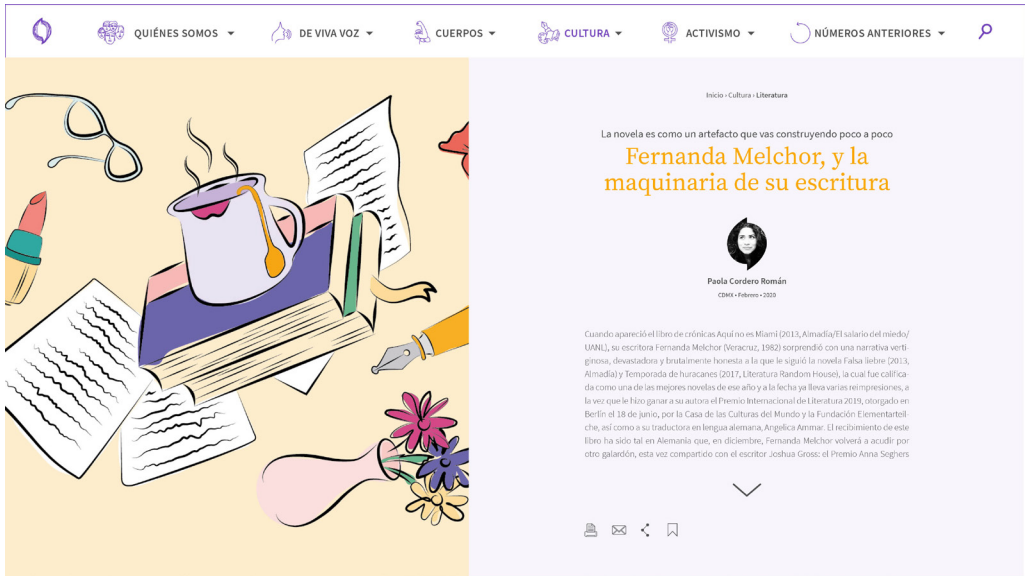 QUIÉNES SOMOS
DE VIVA VOZ
CUERPOS
CULTURA
ACTIVISMO
NÚMEROS ANTERIORES
Inicio › Cultura › Literatura
La novela es como un artefacto que vas construyendo poco a poco
Fernanda Melchor, y la
maquinaria de su escritura
Paola Cordero Román
CDMX • Febrero • 2020
Cuando apareció el libro de crónicas Aquí no es Miami (2013, Almadía/El salario del miedo/
UANL), su escritora Fernanda Melchor (Veracruz, 1982) sorprendió con una narrativa verti-
ginosa, devastadora y brutalmente honesta a la que le siguió la novela Falsa liebre (2013,
Almadía) y Temporada de huracanes (2017, Literatura Random House), la cual fue califica-
da como una de las mejores novelas de ese año y a la fecha ya lleva varias reimpresiones, a
la vez que le hizo ganar a su autora el Premio Internacional de Literatura 2019, otorgado en
Berlín el 18 de junio, por la Casa de las Culturas del Mundo y la Fundación Elementarteil-
che, así como a su traductora en lengua alemana, Angelica Ammar. El recibimiento de este
libro ha sido tal en Alemania que, en diciembre, Fernanda Melchor volverá a acudir por
otro galardón, esta vez compartido con el escritor Joshua Gross: el Premio Anna Seghers